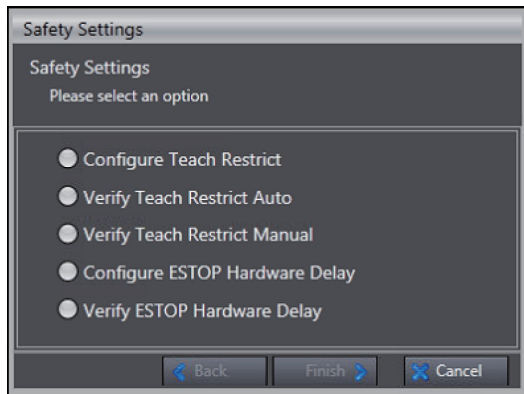 Safety Settings
Safety Settings
Please select an option
Configure Teach Restrict
Verify Teach Restrict Auto
Verify Teach Restrict Manual
Configure ESTOP Hardware Delay
Verify ESTOP Hardware Delay
Back Finish Cancel